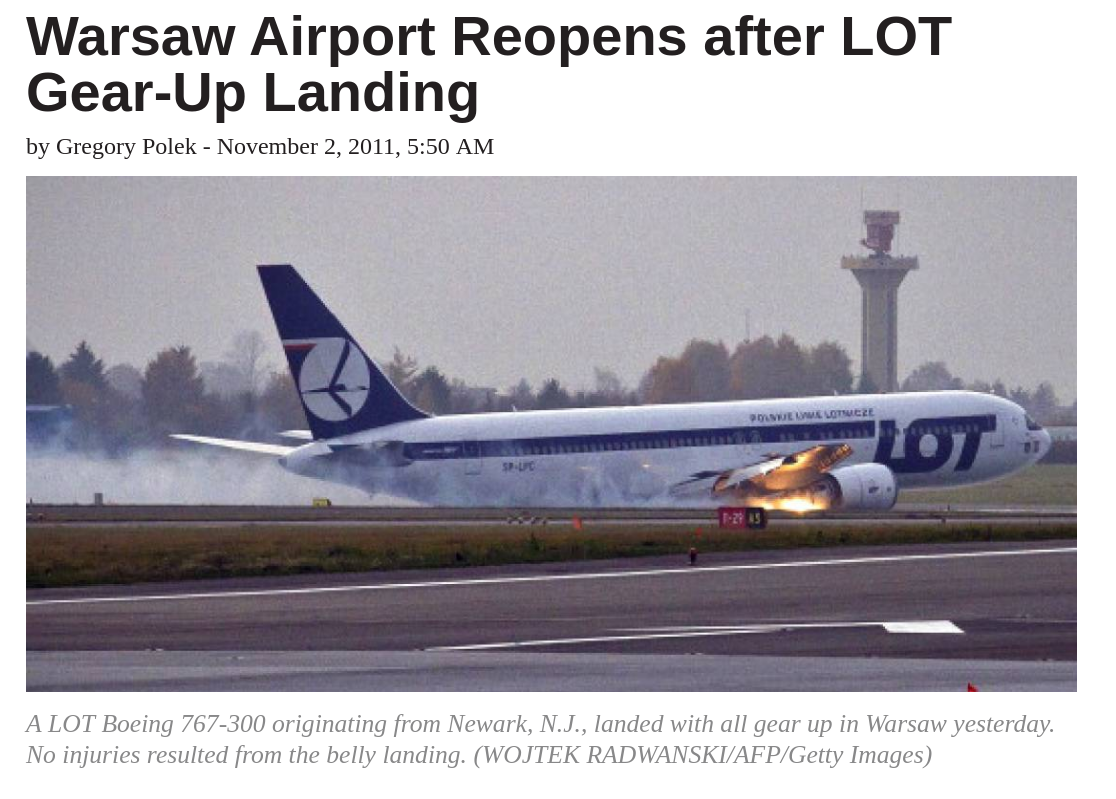 Warsaw Airport Reopens after LOT
Gear-Up Landing
by Gregory Polek - November 2, 2011, 5:50 AM
POLSKIE LINIE LOTNICZE
LOT
SP-LPC
A LOT Boeing 767-300 originating from Newark, N.J., landed with all gear up in Warsaw yesterday.
No injuries resulted from the belly landing. (WOJTEK RADWANSKI/AFP/Getty Images)